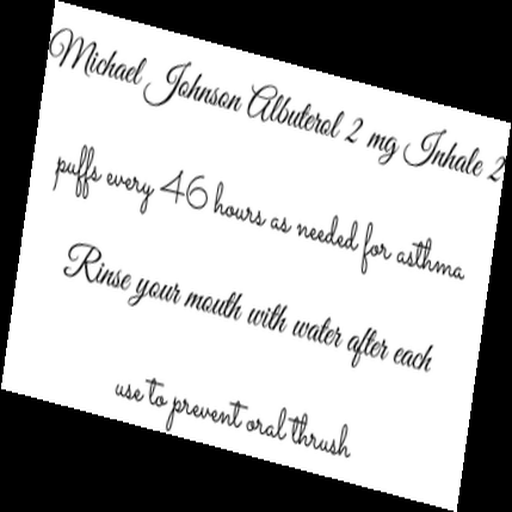 Michael Johnson Albuterol 2 mg Inhale 2
puffs every 46 hours as needed for asthma
Rinse your mouth with water after each
use to prevent oral thrush